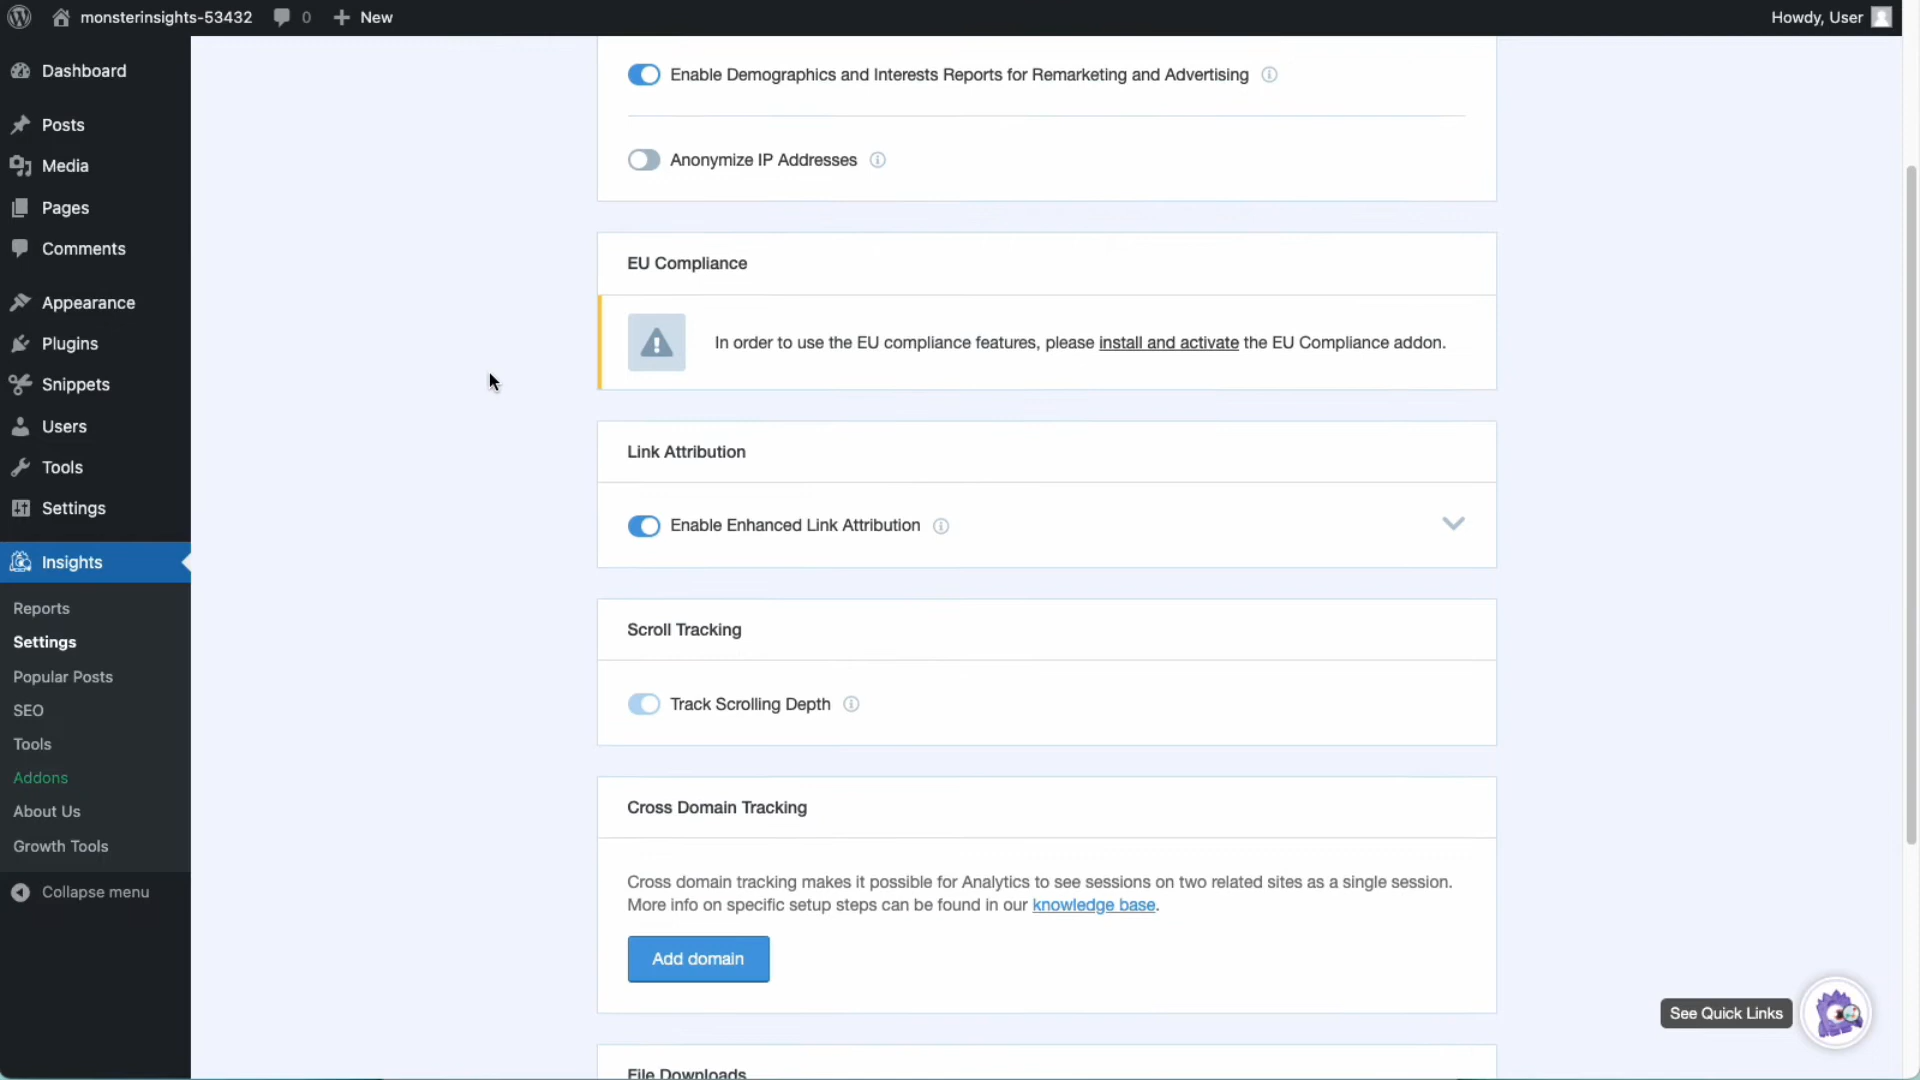 monsterinsights-53432 0 New Howdy, User
Dashboard
Posts
Media
Pages
Comments
Appearance
Plugins
Snippets
Users
Tools
Settings
Insights
Reports
Settings
Popular Posts
SEO
Tools
Addons
About Us
Growth Tools
Collapse menu
Enable Demographics and Interests Reports for Remarketing and Advertising
Anonymize IP Addresses
EU Compliance
In order to use the EU compliance features, please install and activate the EU Compliance addon.
Link Attribution
Enable Enhanced Link Attribution
Scroll Tracking
Track Scrolling Depth
Cross Domain Tracking
Cross domain tracking makes it possible for Analytics to see sessions on two related sites as a single session.
More info on specific setup steps can be found in our knowledge base.
Add domain
See Quick Links
File Downloads